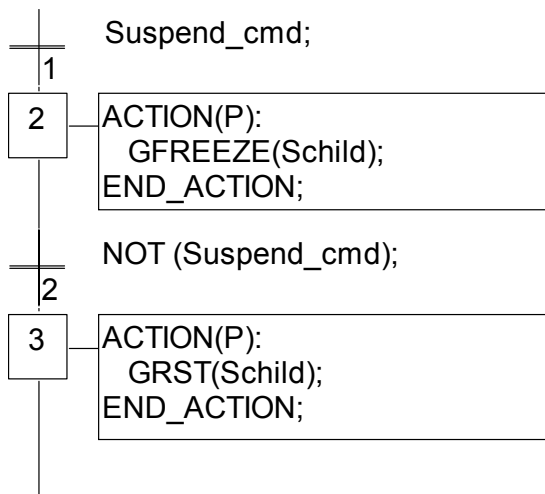 Suspend_cmd;
1
2
ACTION(P):
GFREEZE(Schild);
END_ACTION;
NOT (Suspend_cmd);
2
3
ACTION(P):
GRST(Schild);
END_ACTION;